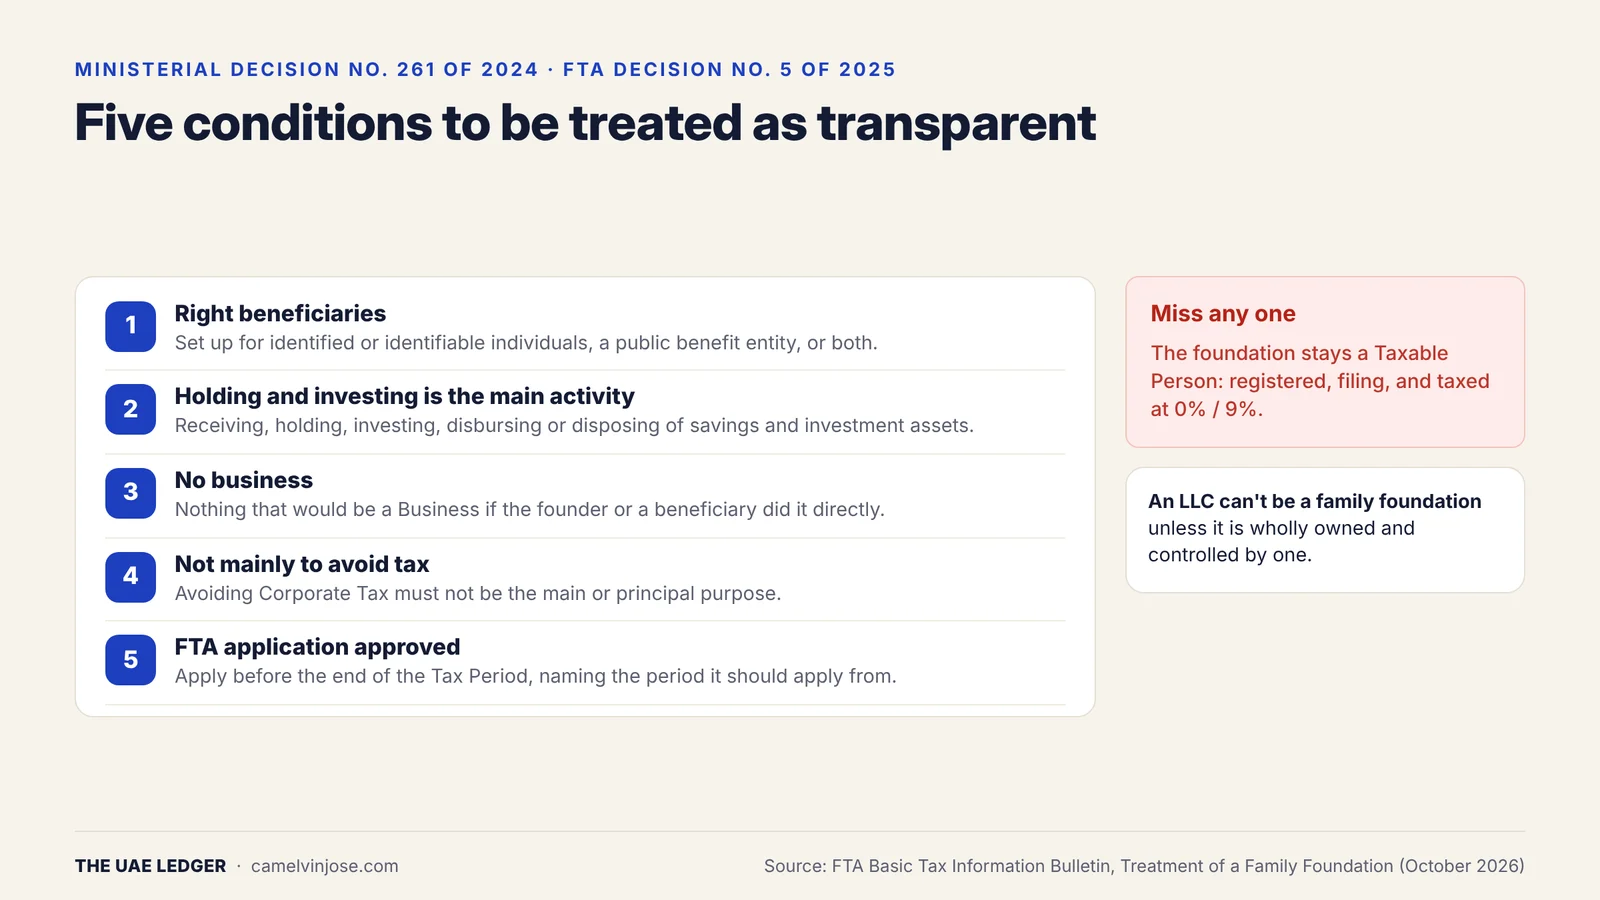 MINISTERIAL DECISION NO. 261 OF 2024 · FTA DECISION NO. 5 OF 2025
Five conditions to be treated as transparent
1
Right beneficiaries
Set up for identified or identifiable individuals, a public benefit entity, or both.
2
Holding and investing is the main activity
Receiving, holding, investing, disbursing or disposing of savings and investment assets.
3
No business
Nothing that would be a Business if the founder or a beneficiary did it directly.
4
Not mainly to avoid tax
Avoiding Corporate Tax must not be the main or principal purpose.
5
FTA application approved
Apply before the end of the Tax Period, naming the period it should apply from.
Miss any one
The foundation stays a Taxable
Person: registered, filing, and taxed
at 0% / 9%.
An LLC can't be a family foundation
unless it is wholly owned and
controlled by one.
THE UAE LEDGER · camelvinjose.com
Source: FTA Basic Tax Information Bulletin, Treatment of a Family Foundation (October 2026)